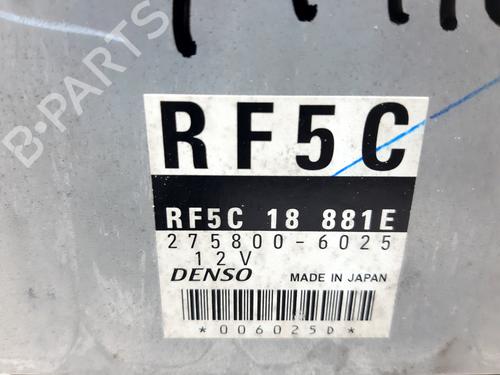 B-PARTS
RF5C
RF5C 18 881E
275800-6025
12V
DENSO MADE IN JAPAN
*006025D*